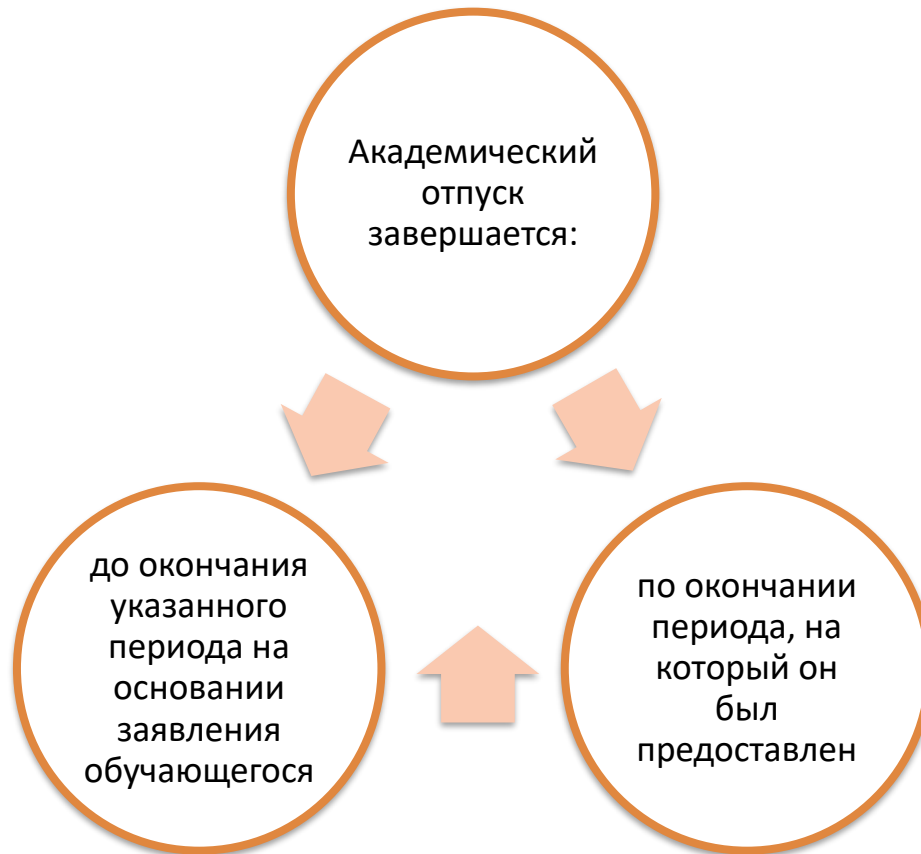 Академический
отпуск
завершается:
до окончания
указанного
периода на
основании
заявления
обучающегося
по окончании
периода, на
который он
был
предоставлен